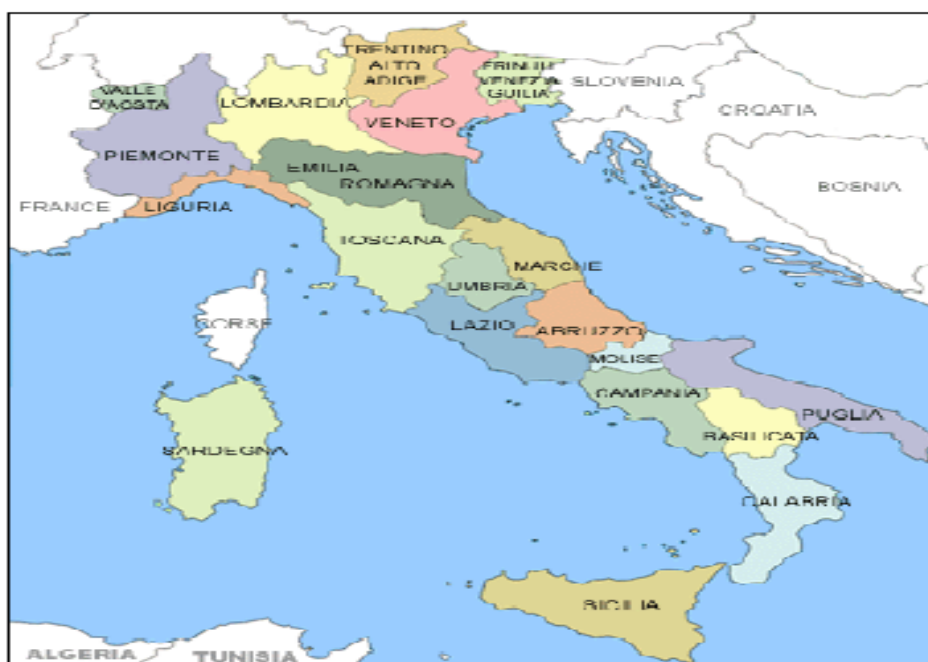 TRENTINO
ALTO
ADIGE
FRIULI
VENEZIA
GUILIA
SLOVENIA
VALLE
D'AOSTA
LOMBARDIA
CROATIA
VENETO
PIEMONTE
EMILIA
ROMAGNA
BOSNIA
FRANCE
LIGURIA
TOSCANA
MARCHE
UMBRIA
CORSE
LAZIO
ABRUZZO
MOLISE
CAMPANIA
PUGLIA
BASILICATA
SARDEGNA
CALABRIA
SICILIA
ALGERIA
TUNISIA